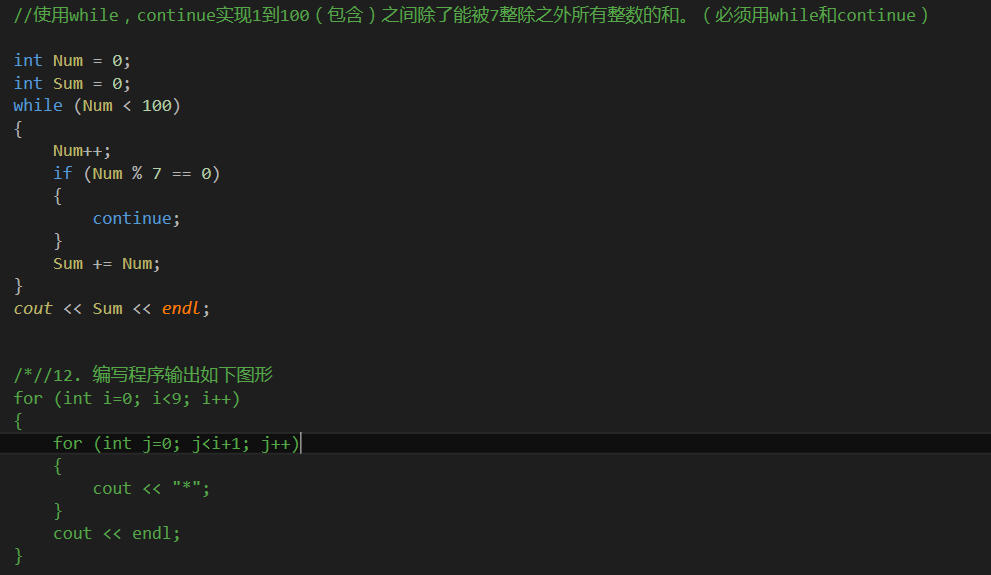 //使用while，continue实现1到100（包含）之间除了能被7整除之外所有整数的和。（必须用while和continue）
int Num = 0;
int Sum = 0;
while (Num < 100)
{
    Num++;
    if (Num % 7 == 0)
    {
        continue;
    }
    Sum += Num;
}
cout << Sum << endl;
/*//12. 编写程序输出如下图形
for (int i=0; i<9; i++)
{
    for (int j=0; j<i+1; j++)
    {
        cout << "*";
    }
    cout << endl;
}